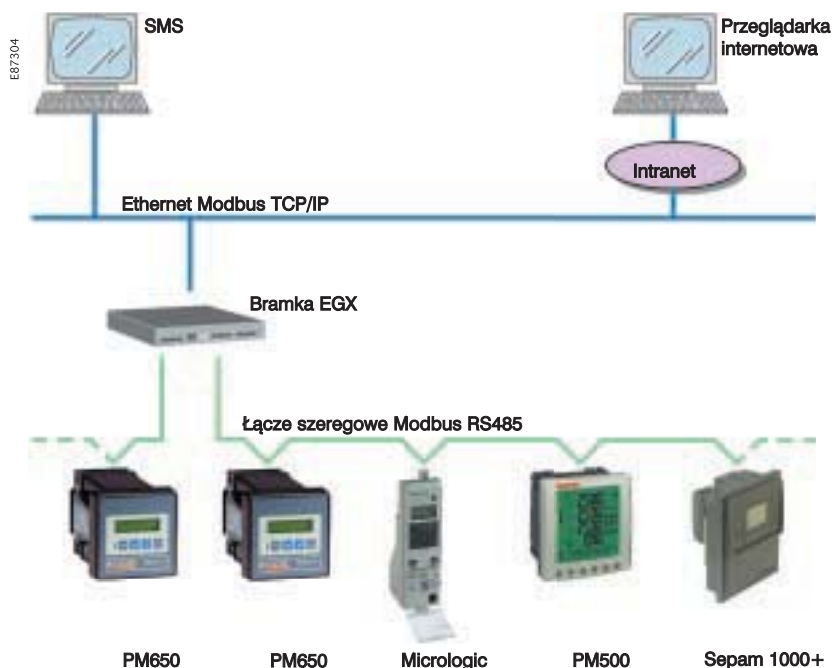 E87304
SMS
Przeglądarka
internetowa
Intranet
Ethernet Modbus TCP/IP
Bramka EGX
Łącze szeregowe Modbus RS485
PM650
PM650
Micrologic
PM500
Sepam 1000+